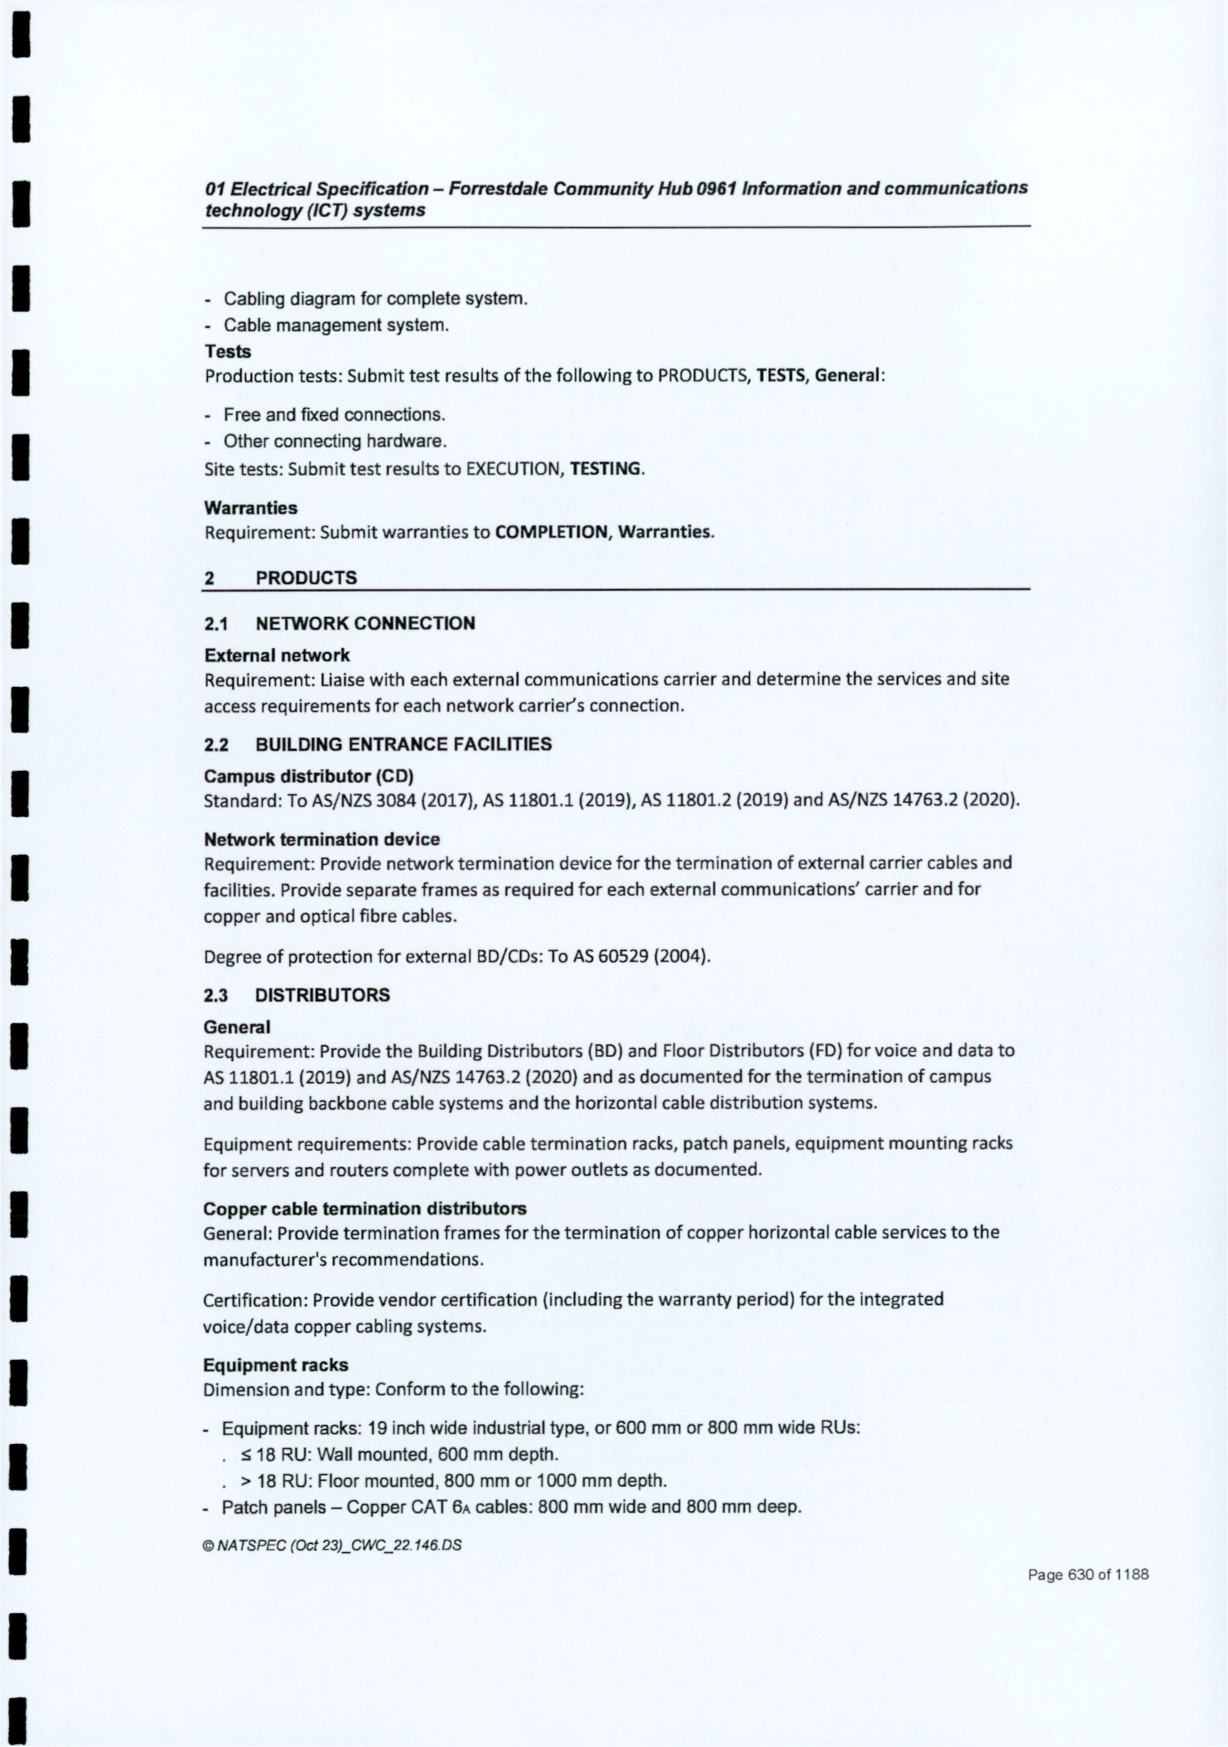 01 Electrical Specification – Forrestdale Community Hub 0961 Information and communications
technology (ICT) systems
- Cabling diagram for complete system.
- Cable management system.
Tests
Production tests: Submit test results of the following to PRODUCTS, TESTS, General:
- Free and fixed connections.
- Other connecting hardware.
Site tests: Submit test results to EXECUTION, TESTING.
Warranties
Requirement: Submit warranties to COMPLETION, Warranties.
2 PRODUCTS
2.1 NETWORK CONNECTION
External network
Requirement: Liaise with each external communications carrier and determine the services and site
access requirements for each network carrier's connection.
2.2 BUILDING ENTRANCE FACILITIES
Campus distributor (CD)
Standard: To AS/NZS 3084 (2017), AS 11801.1 (2019), AS 11801.2 (2019) and AS/NZS 14763.2 (2020).
Network termination device
Requirement: Provide network termination device for the termination of external carrier cables and
facilities. Provide separate frames as required for each external communications' carrier and for
copper and optical fibre cables.
Degree of protection for external BD/CDs: To AS 60529 (2004).
2.3 DISTRIBUTORS
General
Requirement: Provide the Building Distributors (BD) and Floor Distributors (FD) for voice and data to
AS 11801.1 (2019) and AS/NZS 14763.2 (2020) and as documented for the termination of campus
and building backbone cable systems and the horizontal cable distribution systems.
Equipment requirements: Provide cable termination racks, patch panels, equipment mounting racks
for servers and routers complete with power outlets as documented.
Copper cable termination distributors
General: Provide termination frames for the termination of copper horizontal cable services to the
manufacturer's recommendations.
Certification: Provide vendor certification (including the warranty period) for the integrated
voice/data copper cabling systems.
Equipment racks
Dimension and type: Conform to the following:
- Equipment racks: 19 inch wide industrial type, or 600 mm or 800 mm wide RUs:
. ≤ 18 RU: Wall mounted, 600 mm depth.
. > 18 RU: Floor mounted, 800 mm or 1000 mm depth.
- Patch panels – Copper CAT 6A cables: 800 mm wide and 800 mm deep.
© NATSPEC (Oct 23)_CWC_22.146.DS
Page 630 of 1188